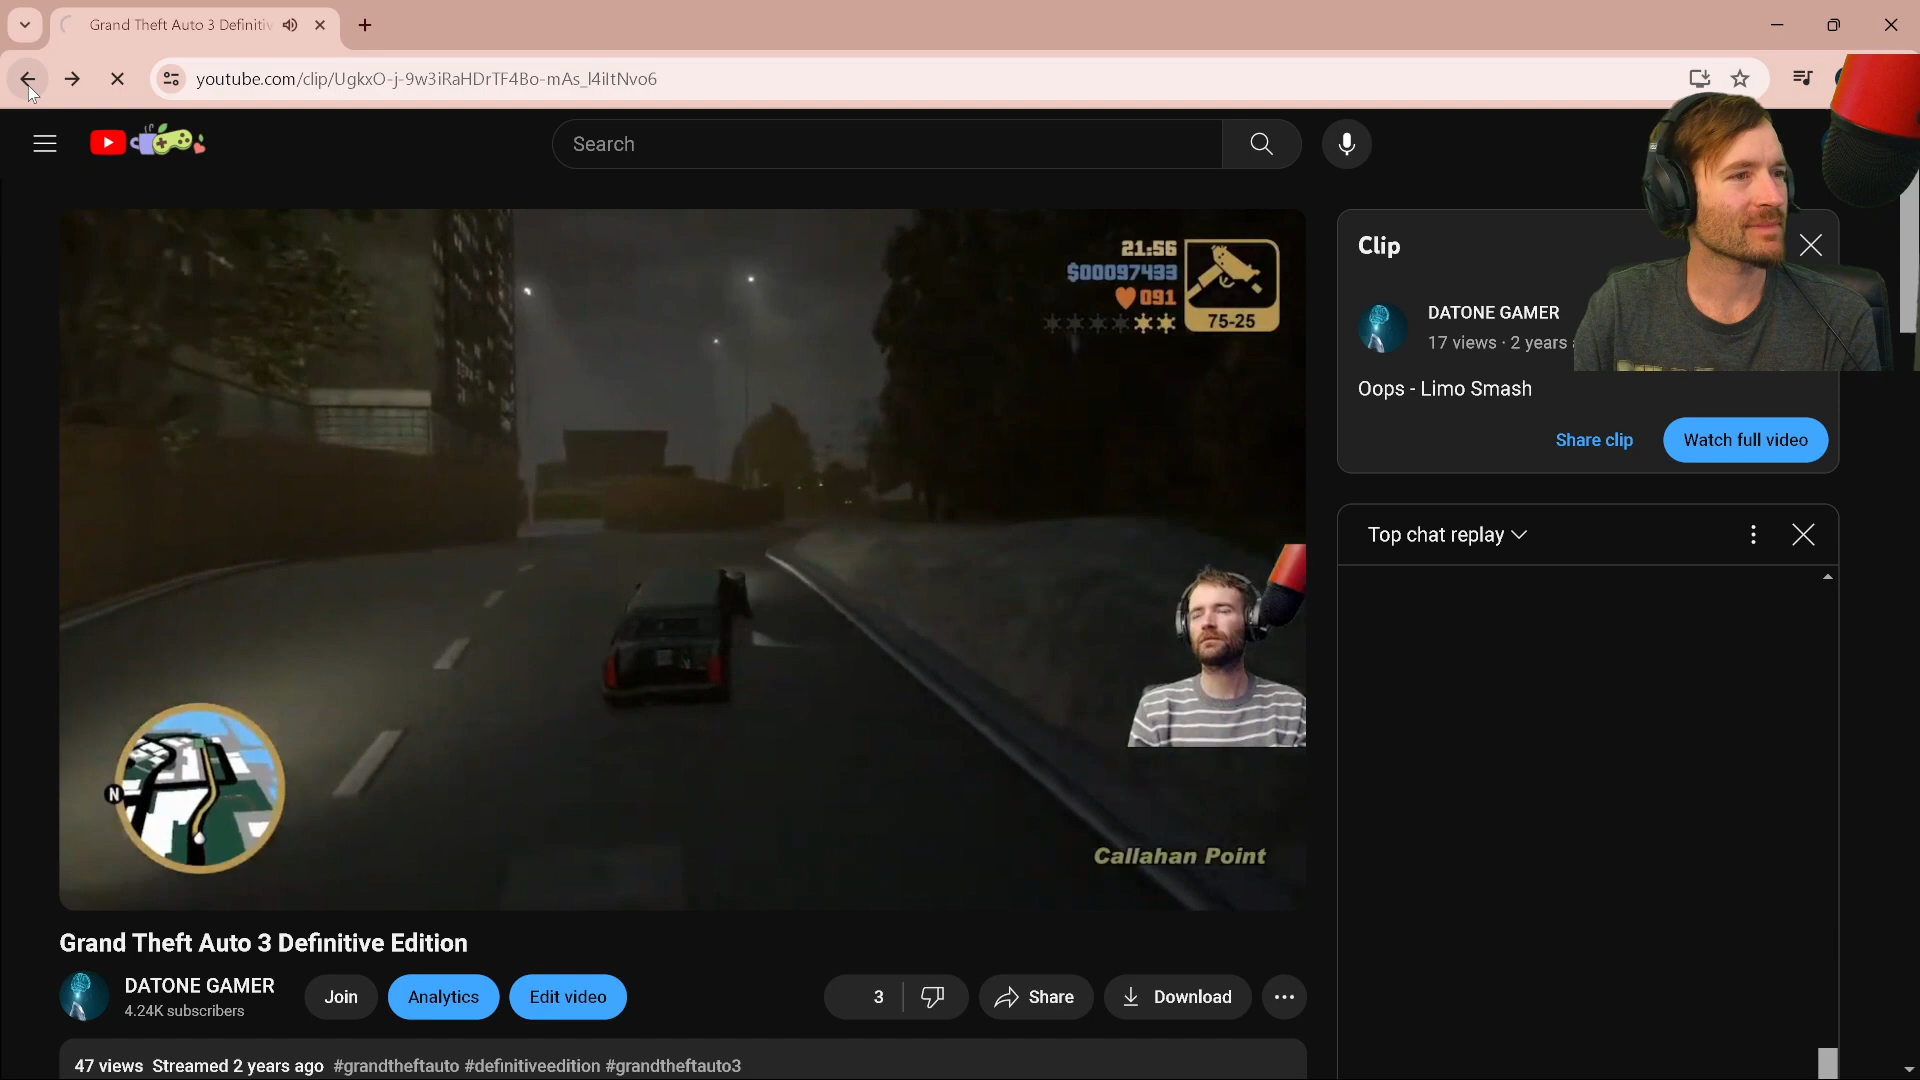 Grand Theft Auto 3 Definitiv
youtube.com/clip/UgkxO-j-9w3iRaHDrTF4Bo-mAs_l4iltNvo6
Search
21:56
$00097433
091
75-25
N
Callahan Point
Clip
DATONE GAMER
17 views · 2 years
Oops - Limo Smash
Share clip
Watch full video
Top chat replay
Grand Theft Auto 3 Definitive Edition
DATONE GAMER
4.24K subscribers
Join
Analytics
Edit video
3
Share
Download
47 views Streamed 2 years ago #grandtheftauto #definitiveedition #grandtheftauto3